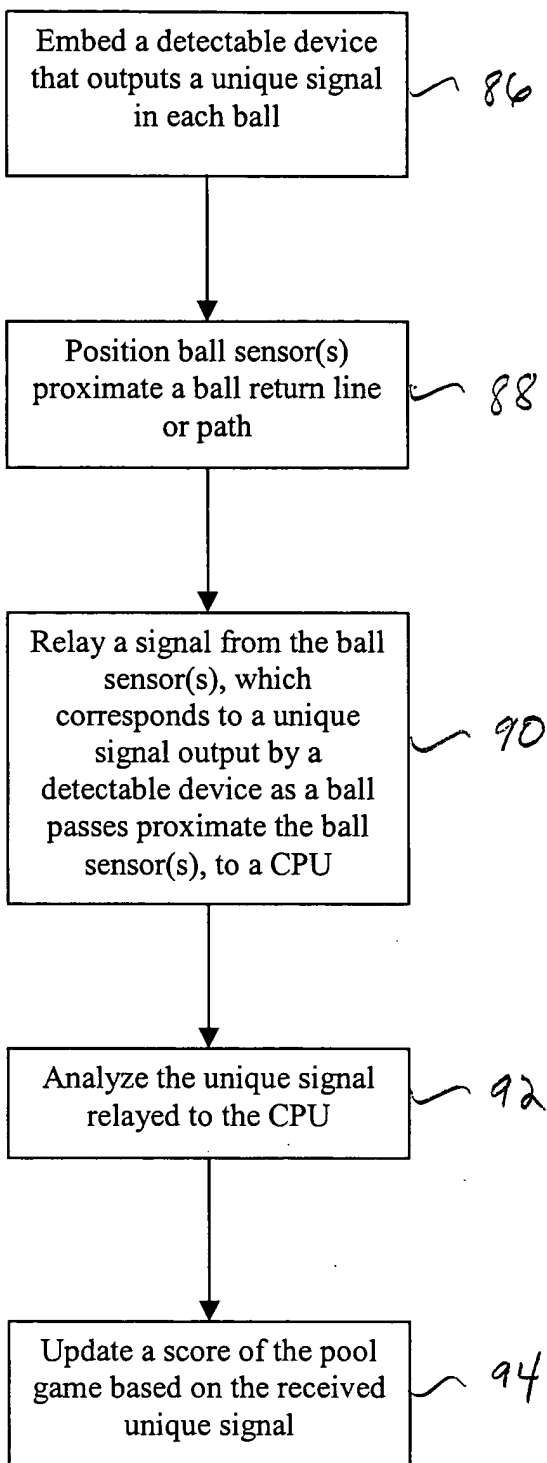 Embed a detectable device
that outputs a unique signal
in each ball
86
Position ball sensor(s)
proximate a ball return line
or path
88
Relay a signal from the ball
sensor(s), which
corresponds to a unique
signal output by a
detectable device as a ball
passes proximate the ball
sensor(s), to a CPU
90
Analyze the unique signal
relayed to the CPU
92
Update a score of the pool
game based on the received
unique signal
94